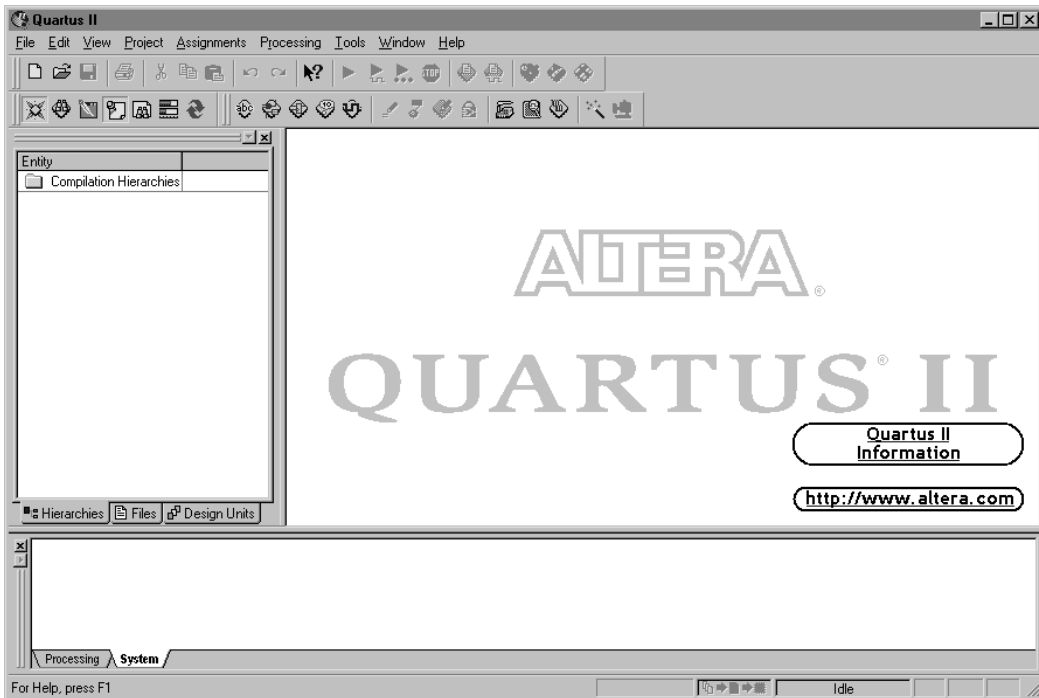 Quartus II
File Edit View Project Assignments Processing Tools Window Help
Entity
Compilation Hierarchies
ALTERA®
QUARTUS® II
Quartus II
Information
http://www.altera.com
Hierarchies Files Design Units
Processing System
For Help, press F1 Idle